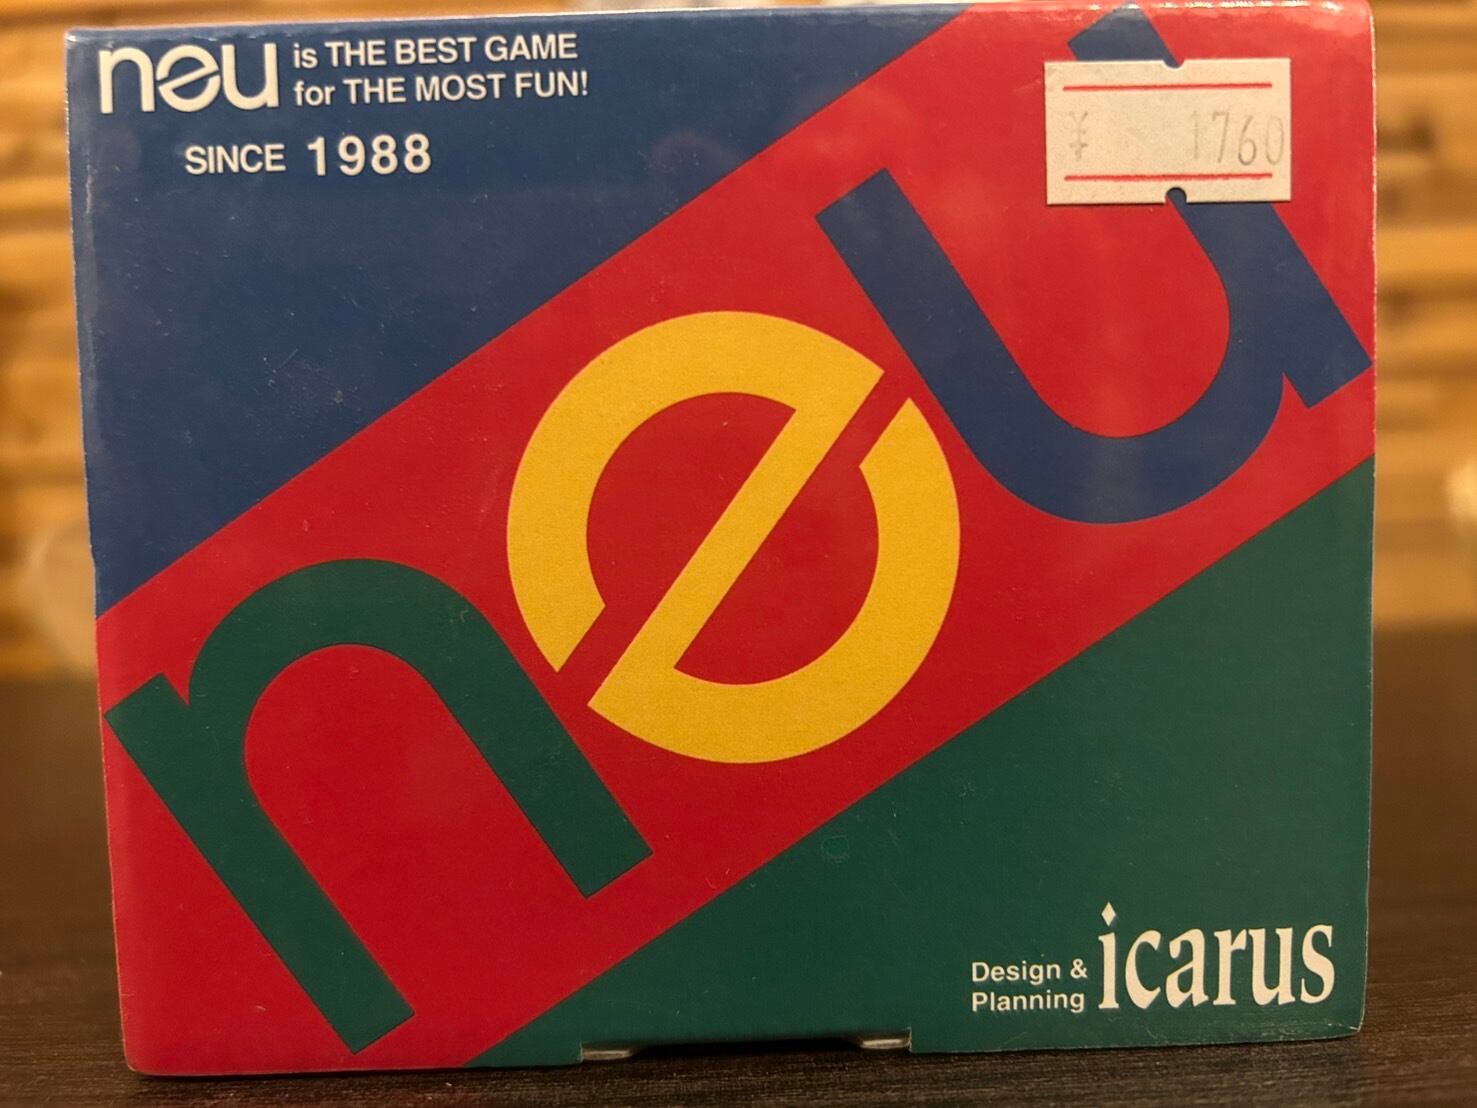 neu is THE BEST GAME
for THE MOST FUN!
SINCE 1988
¥ 1760
neu
Design &
Planning
icarus